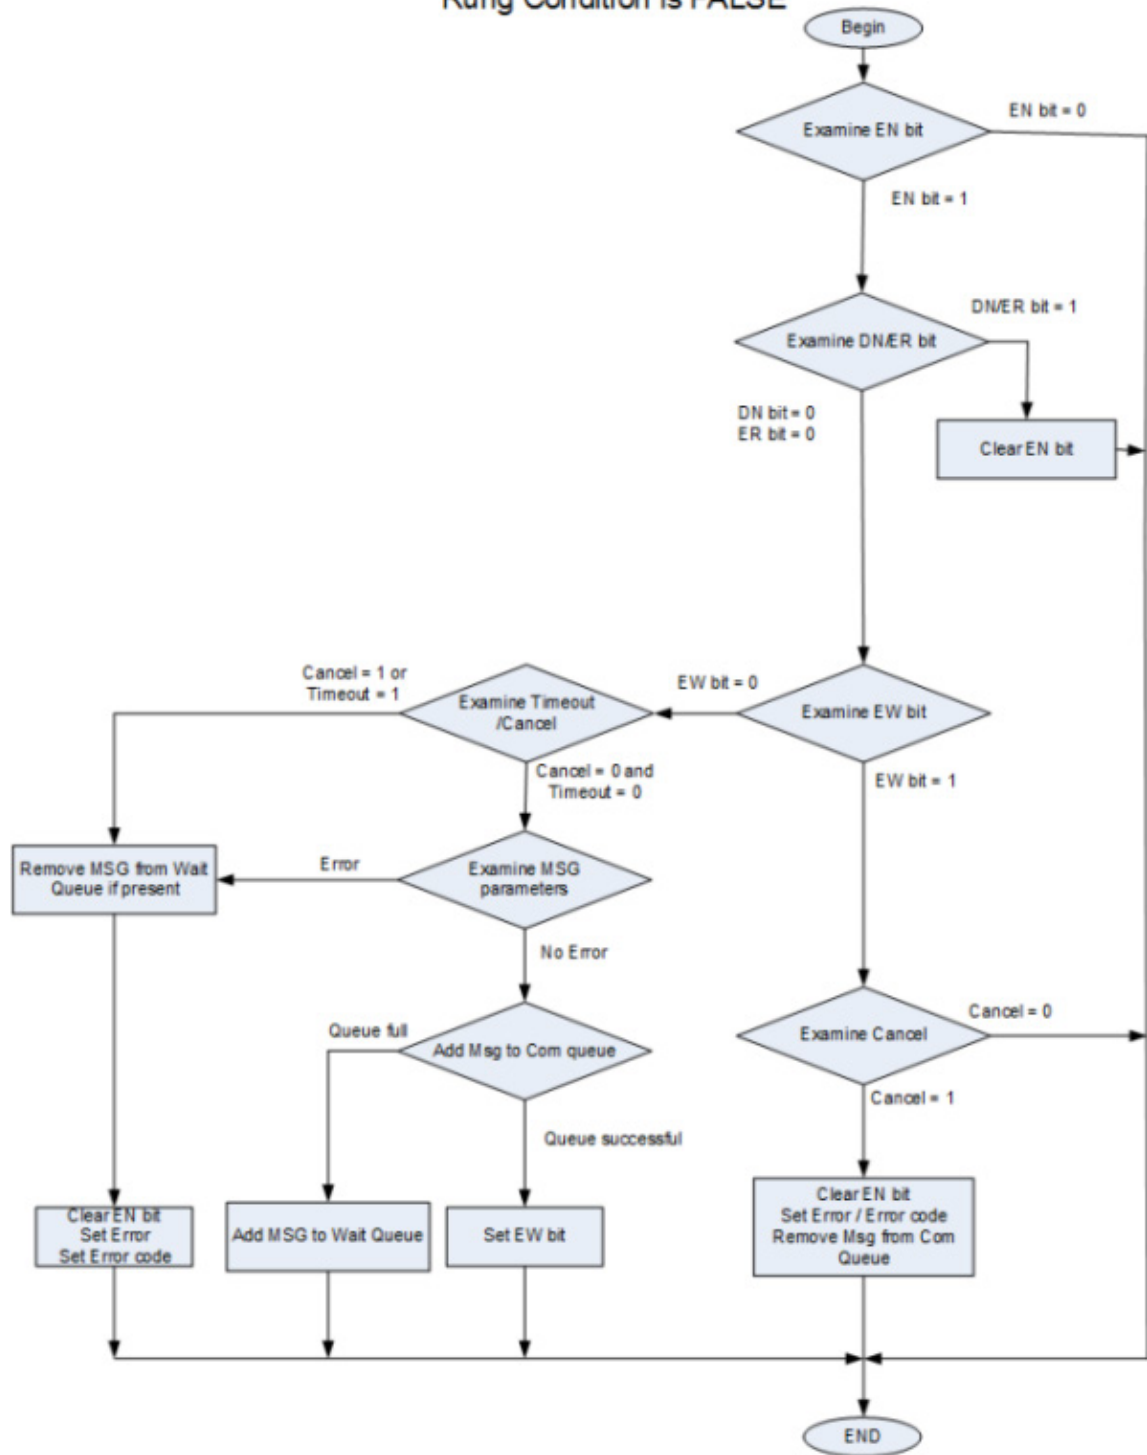 Rung Condition is FALSE
Begin
Examine EN bit
EN bit = 0
EN bit = 1
Examine DN/ER bit
DN/ER bit = 1
DN bit = 0
ER bit = 0
Clear EN bit
Cancel = 1 or
Timeout = 1
Examine Timeout
/Cancel
EW bit = 0
Examine EW bit
Cancel = 0 and
Timeout = 0
EW bit = 1
Remove MSG from Wait
Queue if present
Error
Examine MSG
parameters
No Error
Queue full
Add Msg to Com queue
Examine Cancel
Cancel = 0
Cancel = 1
Queue successful
Clear EN bit
Set Error
Set Error code
Add MSG to Wait Queue
Set EW bit
Clear EN bit
Set Error / Error code
Remove Msg from Com
Queue
END